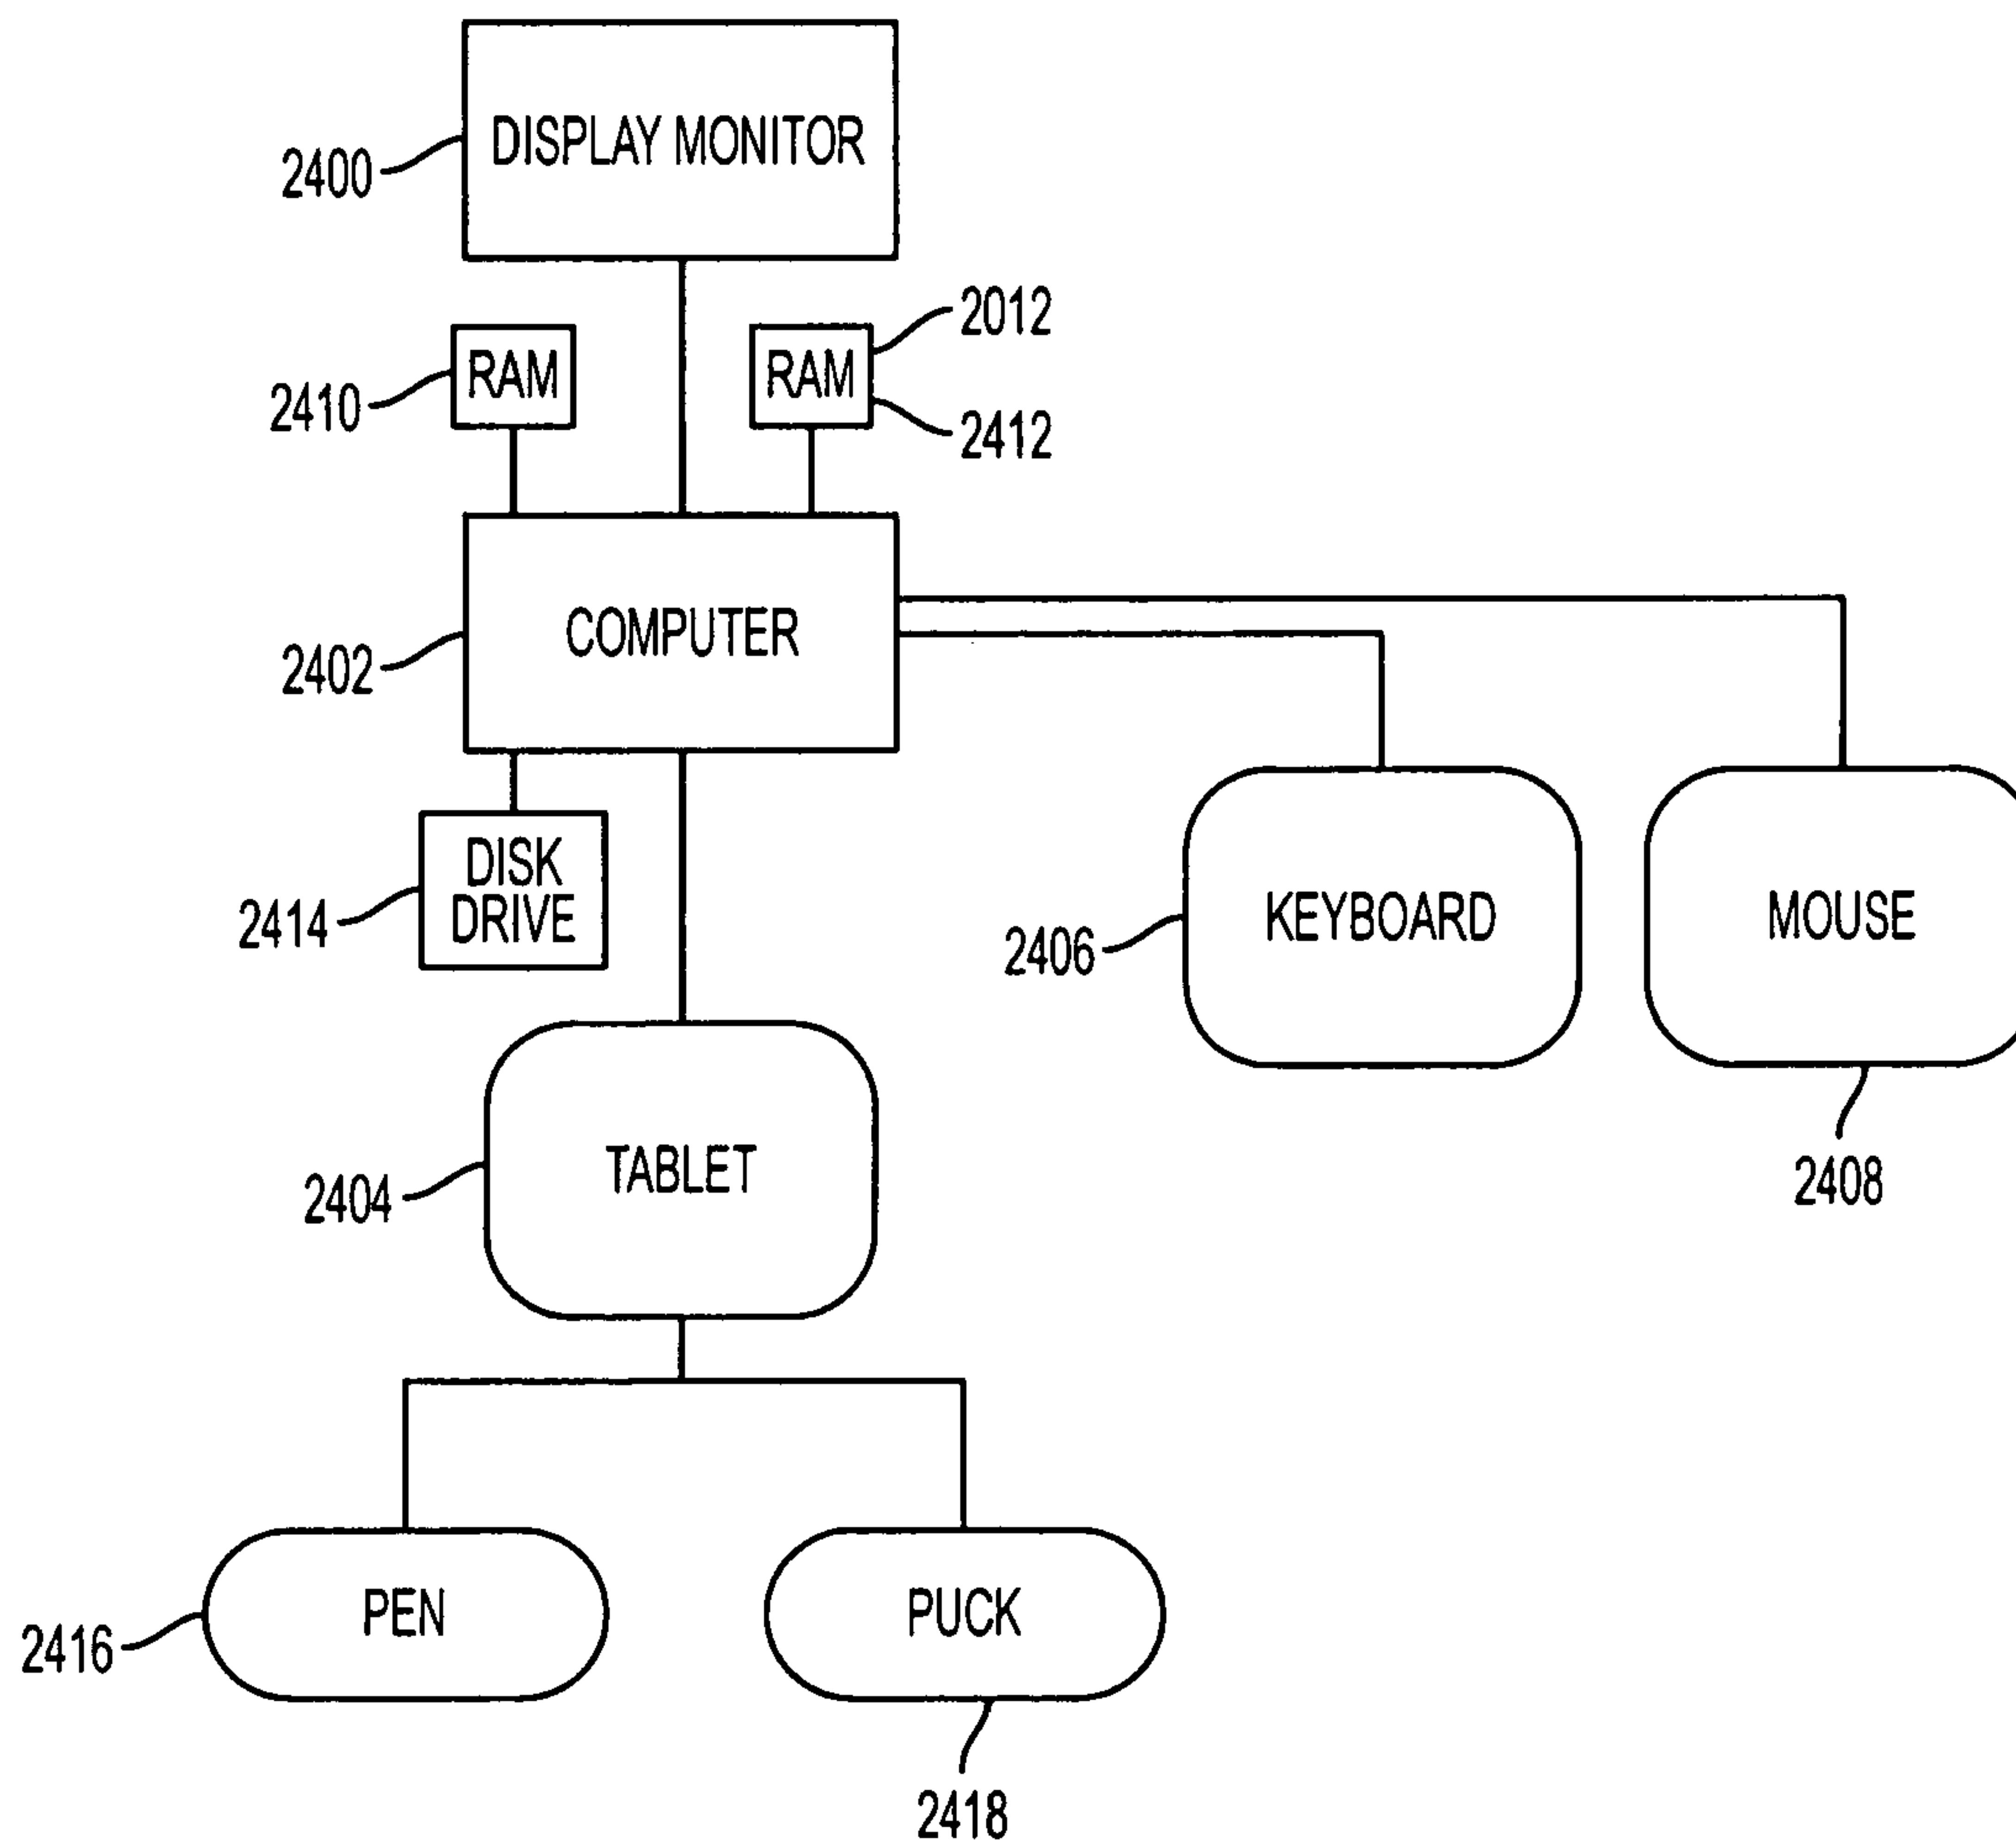 DISPLAY MONITOR
2400
2012
RAM
RAM
2410
2412
COMPUTER
2402
DISK
DRIVE
2414
KEYBOARD
MOUSE
2406
TABLET
2404
2408
PEN
PUCK
2416
2418